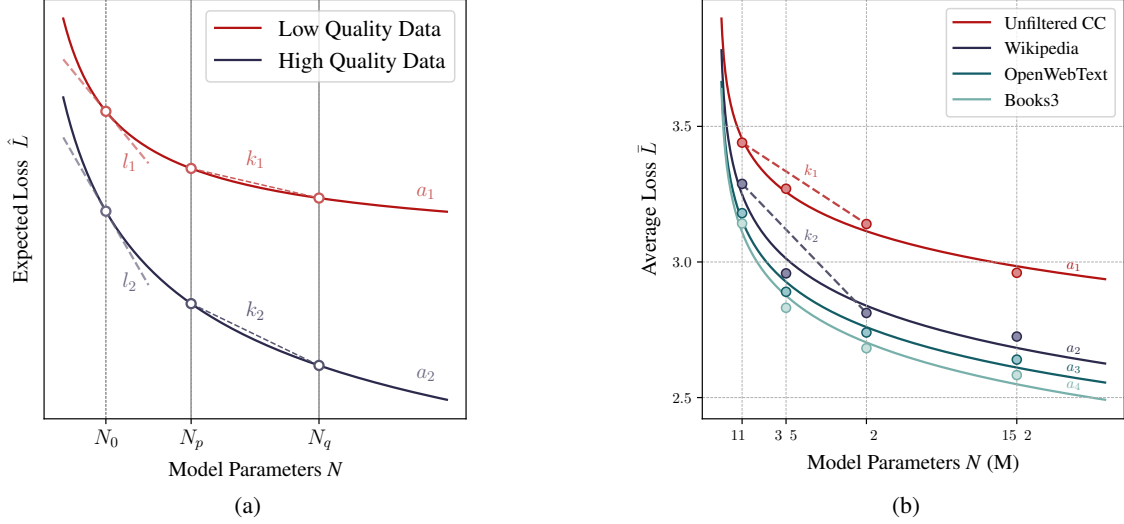 Low Quality Data
High Quality Data
Expected Loss L̂
l₁
k₁
a₁
l₂
k₂
a₂
N₀
Nₚ
N_q
Model Parameters N
(a)
Unfiltered CC
Wikipedia
OpenWebText
Books3
Average Loss L̄
3.5
3.0
2.5
k₁
k₂
a₁
a₂
a₃
a₄
11
3 5
2
15 2
Model Parameters N (M)
(b)